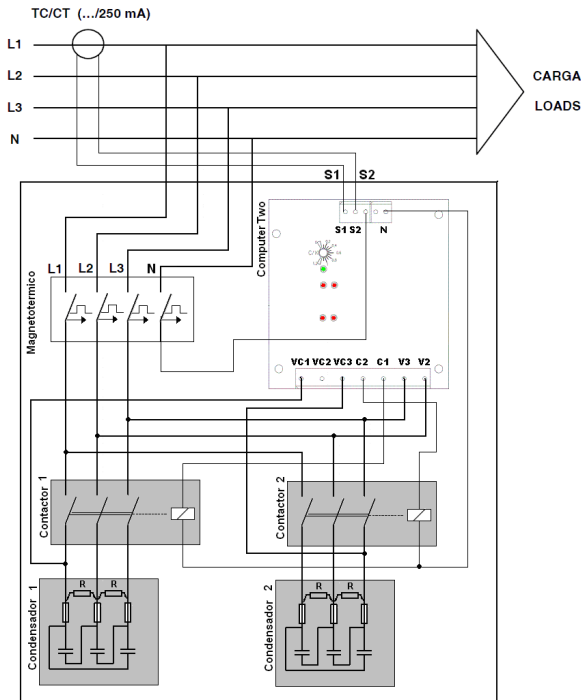 TC/CT (.../250 mA)
L1
L2
L3
N
CARGA
LOADS
S1 S2
S1 S2 N
Computer Two
L1 L2 L3 N
Magnetotermico
VC1 VC2 VC3 C2 C1 V3 V2
Contactor 1
Contactor 2
R R
Condensador 1
R R
Condensador 2